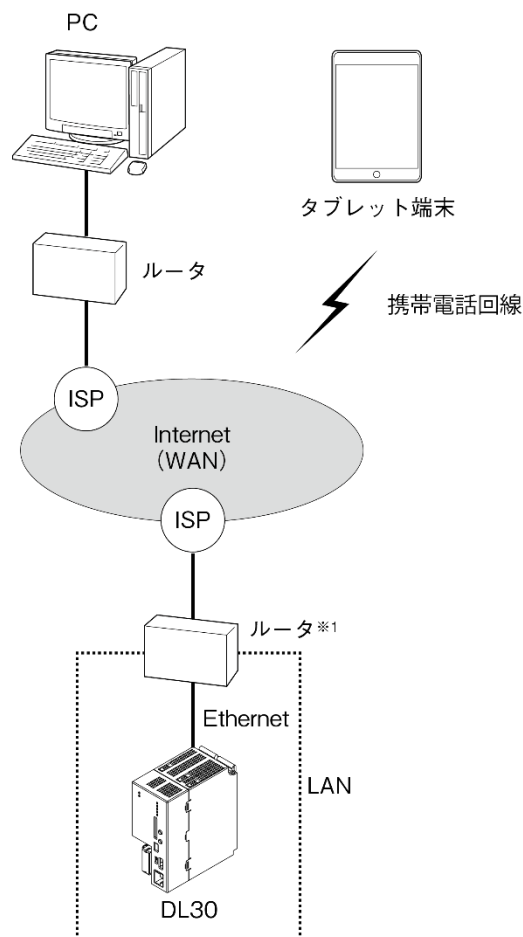 PC
タブレット端末
ルータ
携帯電話回線
ISP
Internet
(WAN)
ISP
ルータ※1
Ethernet
LAN
DL30